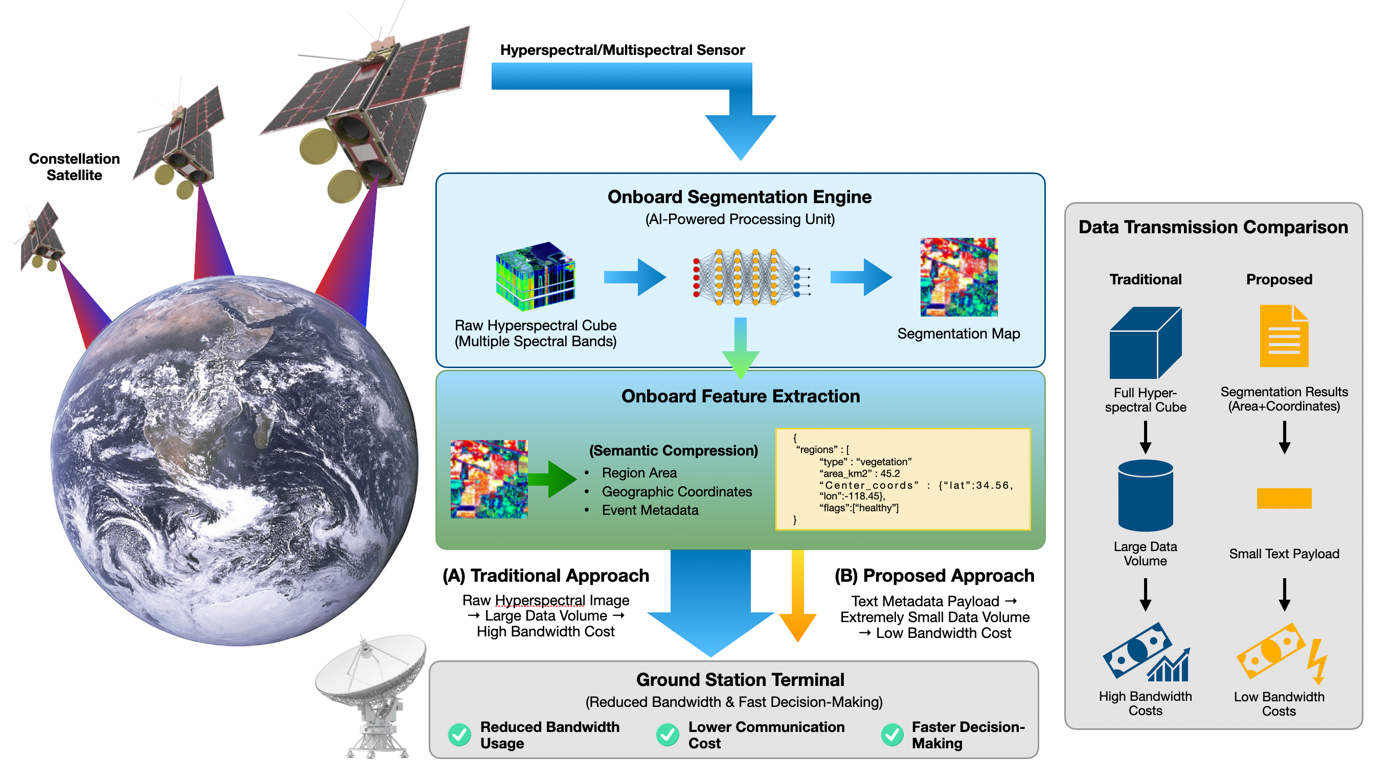 Hyperspectral/Multispectral Sensor
Constellation
Satellite
Onboard Segmentation Engine
(AI-Powered Processing Unit)
Raw Hyperspectral Cube
(Multiple Spectral Bands)
Segmentation Map
Onboard Feature Extraction
(Semantic Compression)
• Region Area
• Geographic Coordinates
• Event Metadata
{
"regions" : [
"type" : "vegetation"
"area_km2" : 45.2
"Center_coords" : {"lat":34.56,
"lon":-118.45},
"flags":["healthy"]
}
(A) Traditional Approach
Raw Hyperspectral Image
→ Large Data Volume →
High Bandwidth Cost
(B) Proposed Approach
Text Metadata Payload →
Extremely Small Data Volume
→ Low Bandwidth Cost
Ground Station Terminal
(Reduced Bandwidth & Fast Decision-Making)
Reduced Bandwidth
Usage
Lower Communication
Cost
Faster Decision-
Making
Data Transmission Comparison
Traditional
Proposed
Full Hyper-
spectral Cube
Segmentation Results
(Area+Coordinates)
Large Data
Volume
Small Text Payload
High Bandwidth
Costs
Low Bandwidth
Costs